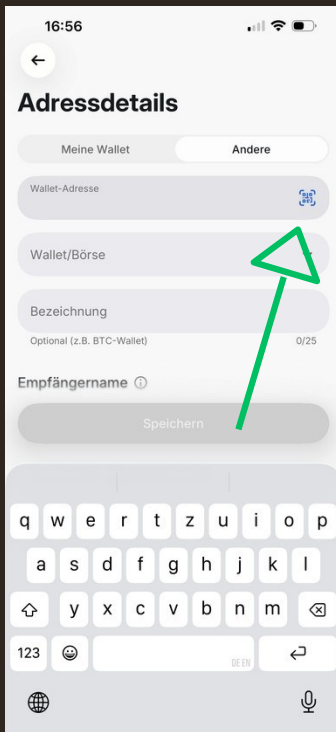 16:56
Adressdetails
Meine Wallet Andere
Wallet-Adresse
Wallet/Börse
Bezeichnung
Optional (z.B. BTC-Wallet) 0/25
Empfängername
Speichern
q w e r t z u i o p
a s d f g h j k l
y x c v b n m
123
DE EN